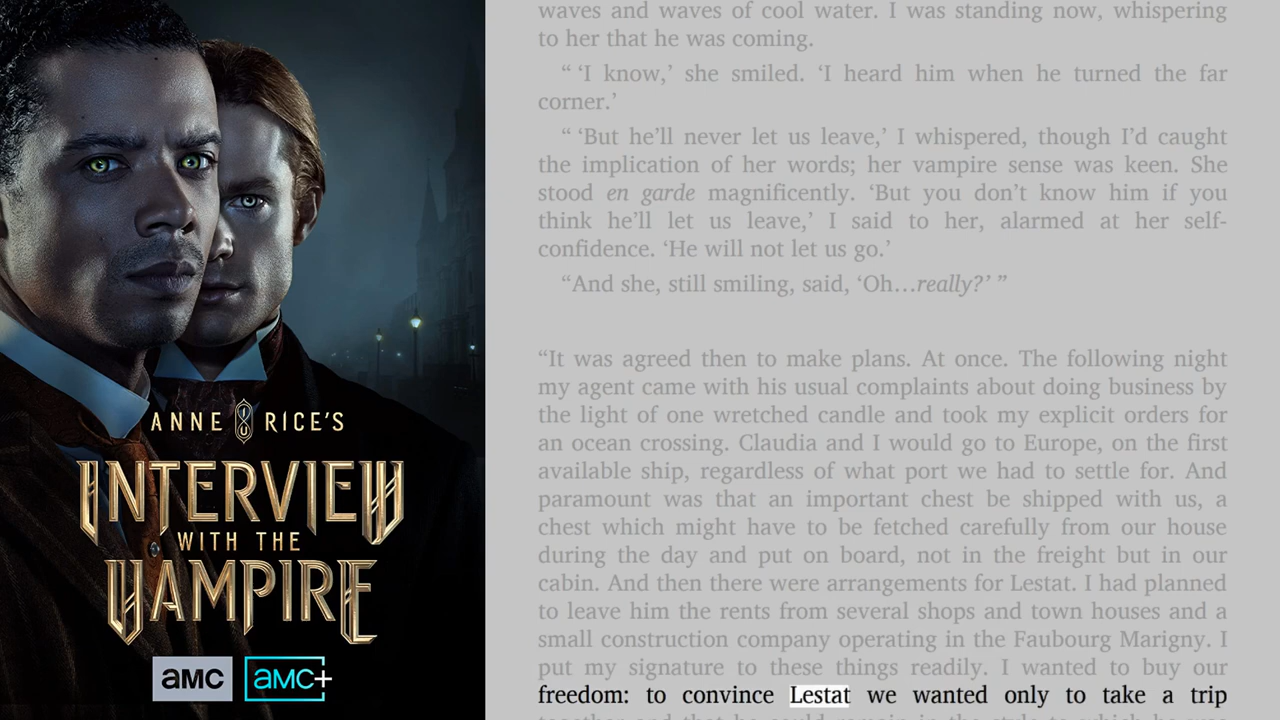 ANNE RICE'S
INTERVIEW
WITH THE
VAMPIRE
aMC
aMC+
waves and waves of cool water. I was standing now, whispering
to her that he was coming.
“ ‘I know,’ she smiled. ‘I heard him when he turned the far
corner.’
“ ‘But he’ll never let us leave,’ I whispered, though I’d caught
the implication of her words; her vampire sense was keen. She
stood en garde magnificently. ‘But you don’t know him if you
think he’ll let us leave,’ I said to her, alarmed at her self-
confidence. ‘He will not let us go.’
“And she, still smiling, said, ‘Oh…really?’ ”
“It was agreed then to make plans. At once. The following night
my agent came with his usual complaints about doing business by
the light of one wretched candle and took my explicit orders for
an ocean crossing. Claudia and I would go to Europe, on the first
available ship, regardless of what port we had to settle for. And
paramount was that an important chest be shipped with us, a
chest which might have to be fetched carefully from our house
during the day and put on board, not in the freight but in our
cabin. And then there were arrangements for Lestat. I had planned
to leave him the rents from several shops and town houses and a
small construction company operating in the Faubourg Marigny. I
put my signature to these things readily. I wanted to buy our
freedom: to convince Lestat we wanted only to take a trip
together and that he could remain in the style to which he